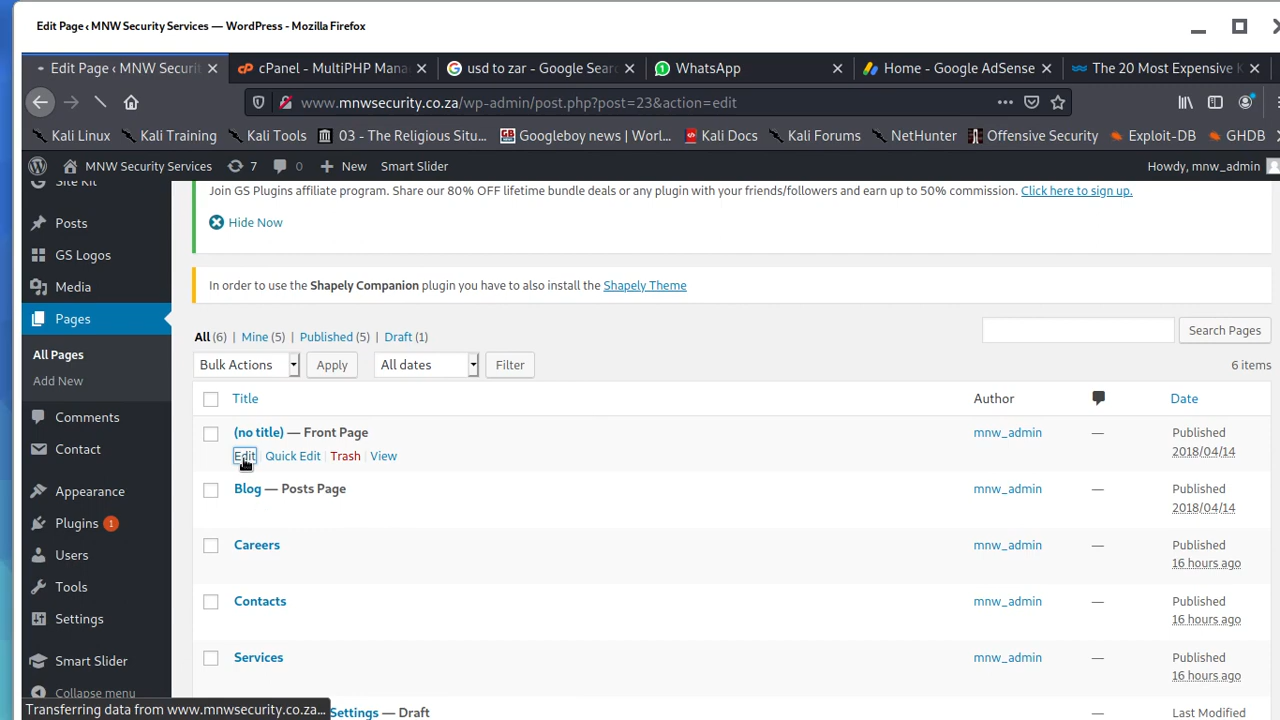 Edit Page ‹ MNW Security Services — WordPress - Mozilla Firefox
Edit Page ‹ MNW Securi
cPanel - MultiPHP Mana
usd to zar - Google Sear
WhatsApp
Home - Google AdSense
The 20 Most Expensive K
www.mnwsecurity.co.za/wp-admin/post.php?post=23&action=edit
Kali Linux Kali Training Kali Tools 03 - The Religious Situ... Googleboy news | Worl... Kali Docs Kali Forums NetHunter Offensive Security Exploit-DB GHDB
MNW Security Services 7 0 New Smart Slider Howdy, mnw_admin
Site Kit
Posts
GS Logos
Media
Pages
All Pages
Add New
Comments
Contact
Appearance
Plugins 1
Users
Tools
Settings
Smart Slider
Collapse menu
Join GS Plugins affiliate program. Share our 80% OFF lifetime bundle deals or any plugin with your friends/followers and earn up to 50% commission. Click here to sign up.
Hide Now
In order to use the Shapely Companion plugin you have to also install the Shapely Theme
All (6) | Mine (5) | Published (5) | Draft (1)
Search Pages
Bulk Actions Apply All dates Filter 6 items
Title Author Date
(no title) — Front Page mnw_admin — Published
Edit | Quick Edit | Trash | View 2018/04/14
Blog — Posts Page mnw_admin — Published
2018/04/14
Careers mnw_admin — Published
16 hours ago
Contacts mnw_admin — Published
16 hours ago
Services mnw_admin — Published
16 hours ago
Settings — Draft Last Modified
Transferring data from www.mnwsecurity.co.za...